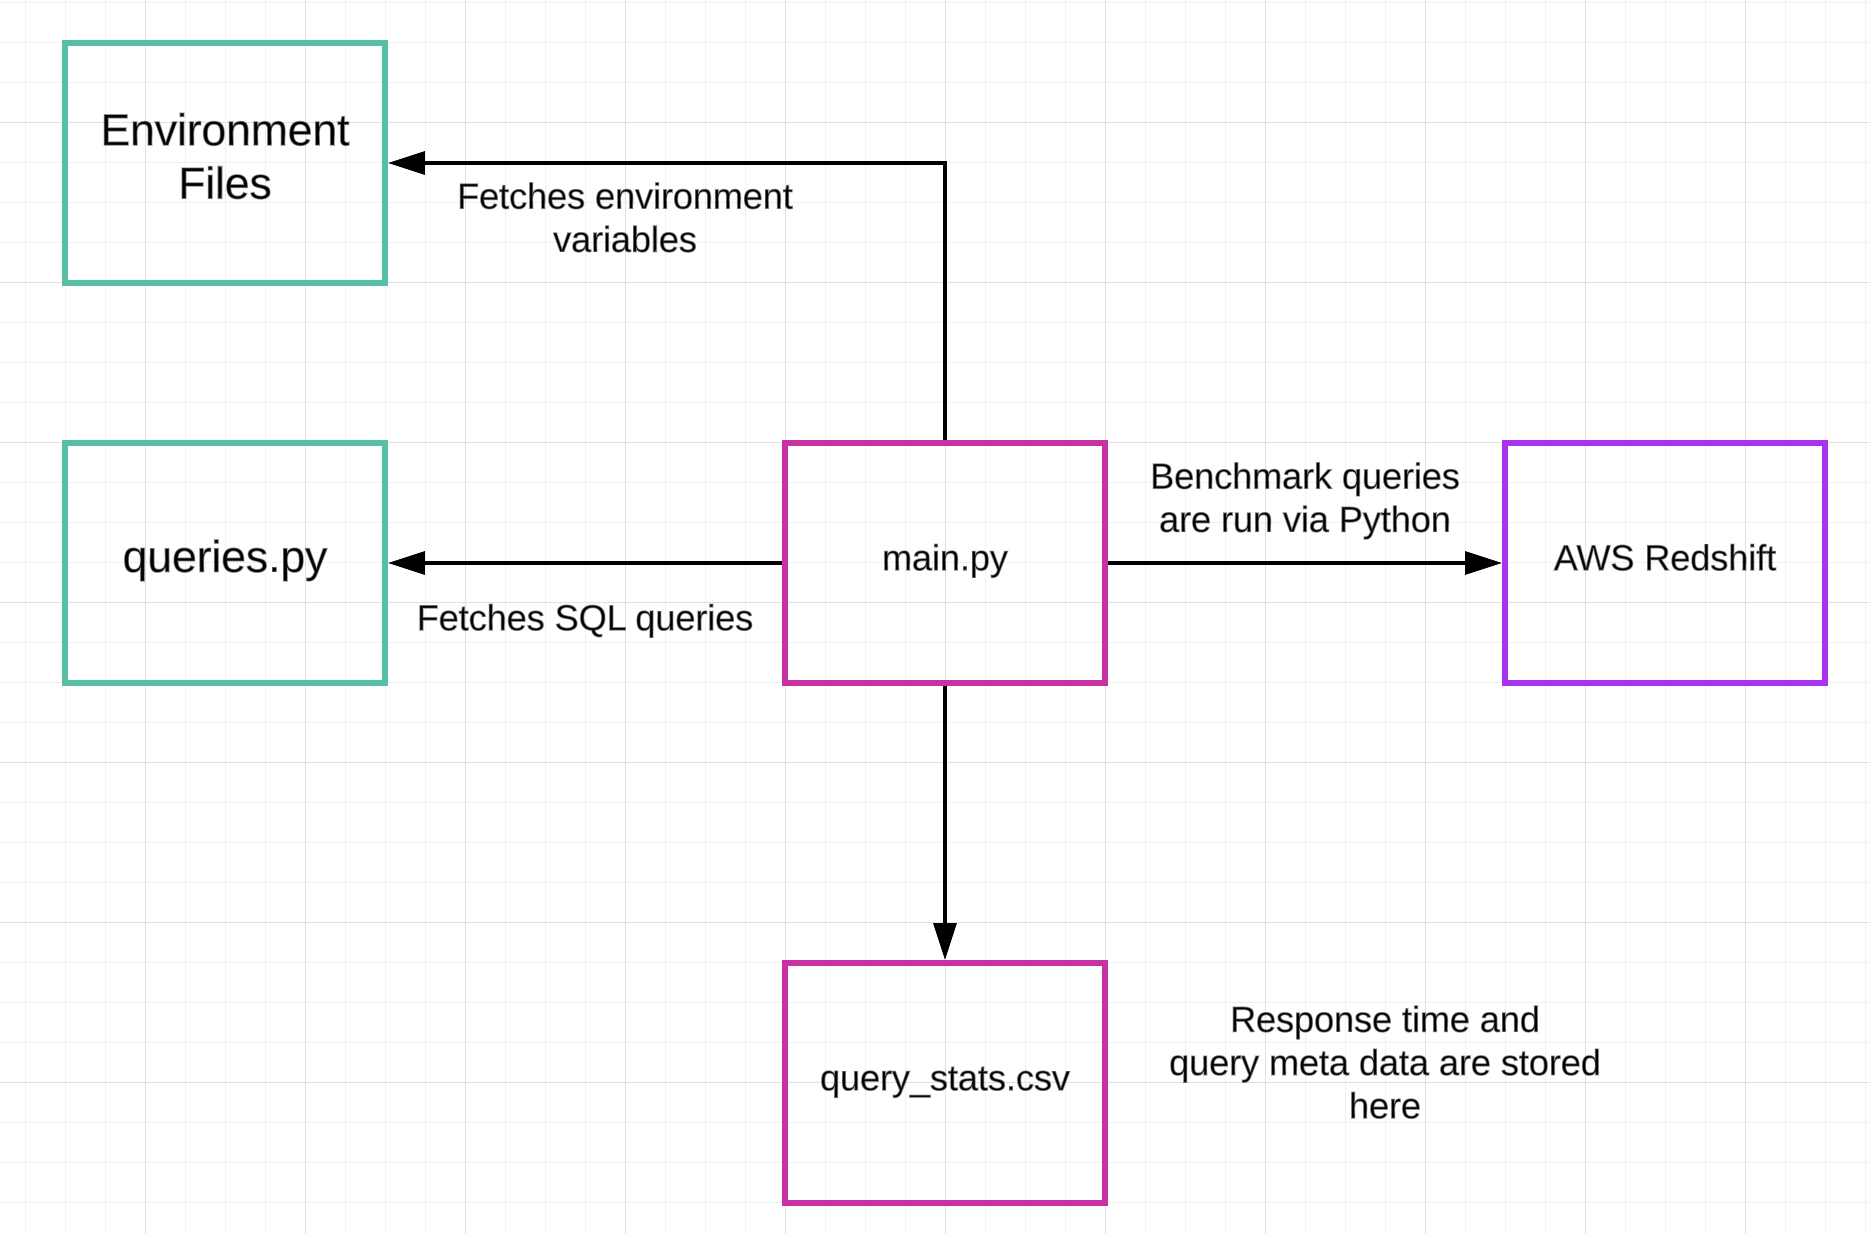 Environment
Files
Fetches environment
variables
queries.py
Fetches SQL queries
main.py
Benchmark queries
are run via Python
AWS Redshift
query_stats.csv
Response time and
query meta data are stored
here